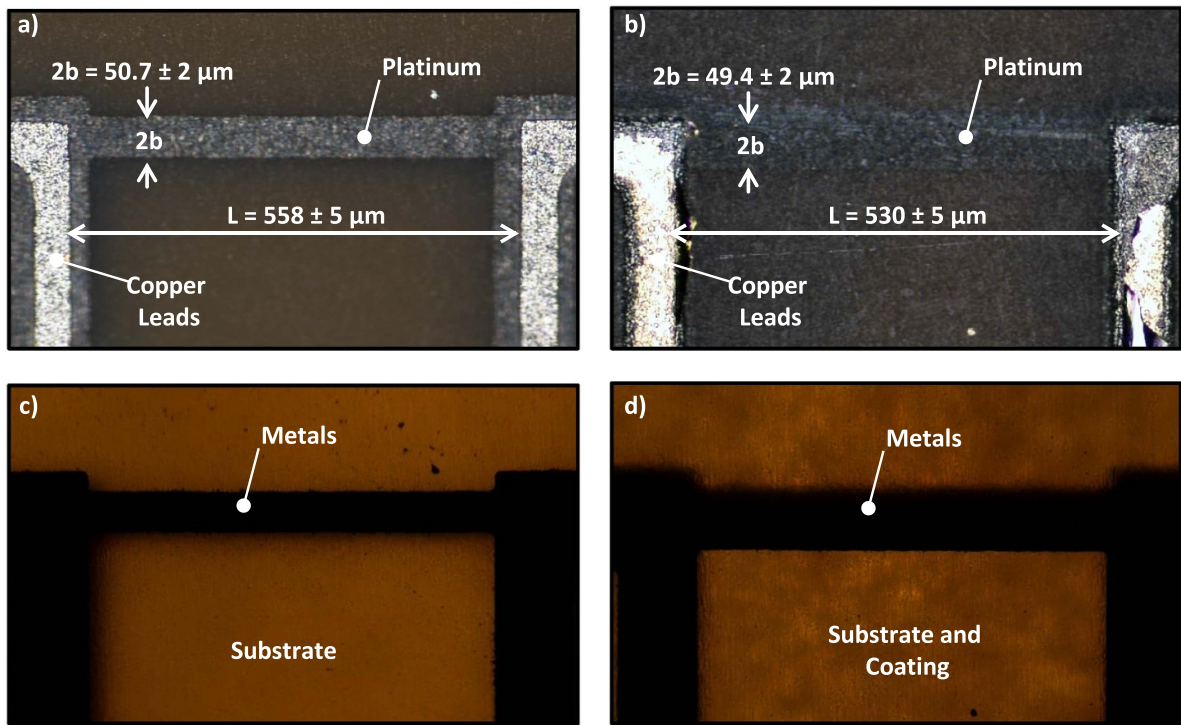 a)
2b = 50.7 ± 2 µm
Platinum
2b
L = 558 ± 5 µm
Copper
Leads
b)
2b = 49.4 ± 2 µm
Platinum
2b
L = 530 ± 5 µm
Copper
Leads
c)
Metals
Substrate
d)
Metals
Substrate and
Coating